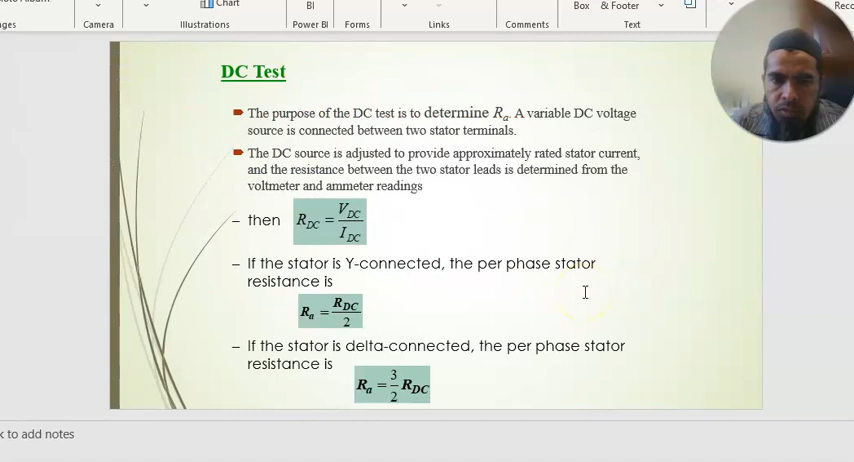 Chart
BI
Box & Footer
Camera
Illustrations
Power BI
Forms
Links
Comments
Text
DC Test
The purpose of the DC test is to determine Ra. A variable DC voltage
source is connected between two stator terminals.
The DC source is adjusted to provide approximately rated stator current,
and the resistance between the two stator leads is determined from the
voltmeter and ammeter readings
– then R_DC = V_DC / I_DC
– If the stator is Y-connected, the per phase stator
resistance is
R_a = R_DC / 2
– If the stator is delta-connected, the per phase stator
resistance is
R_a = 3/2 R_DC
k to add notes